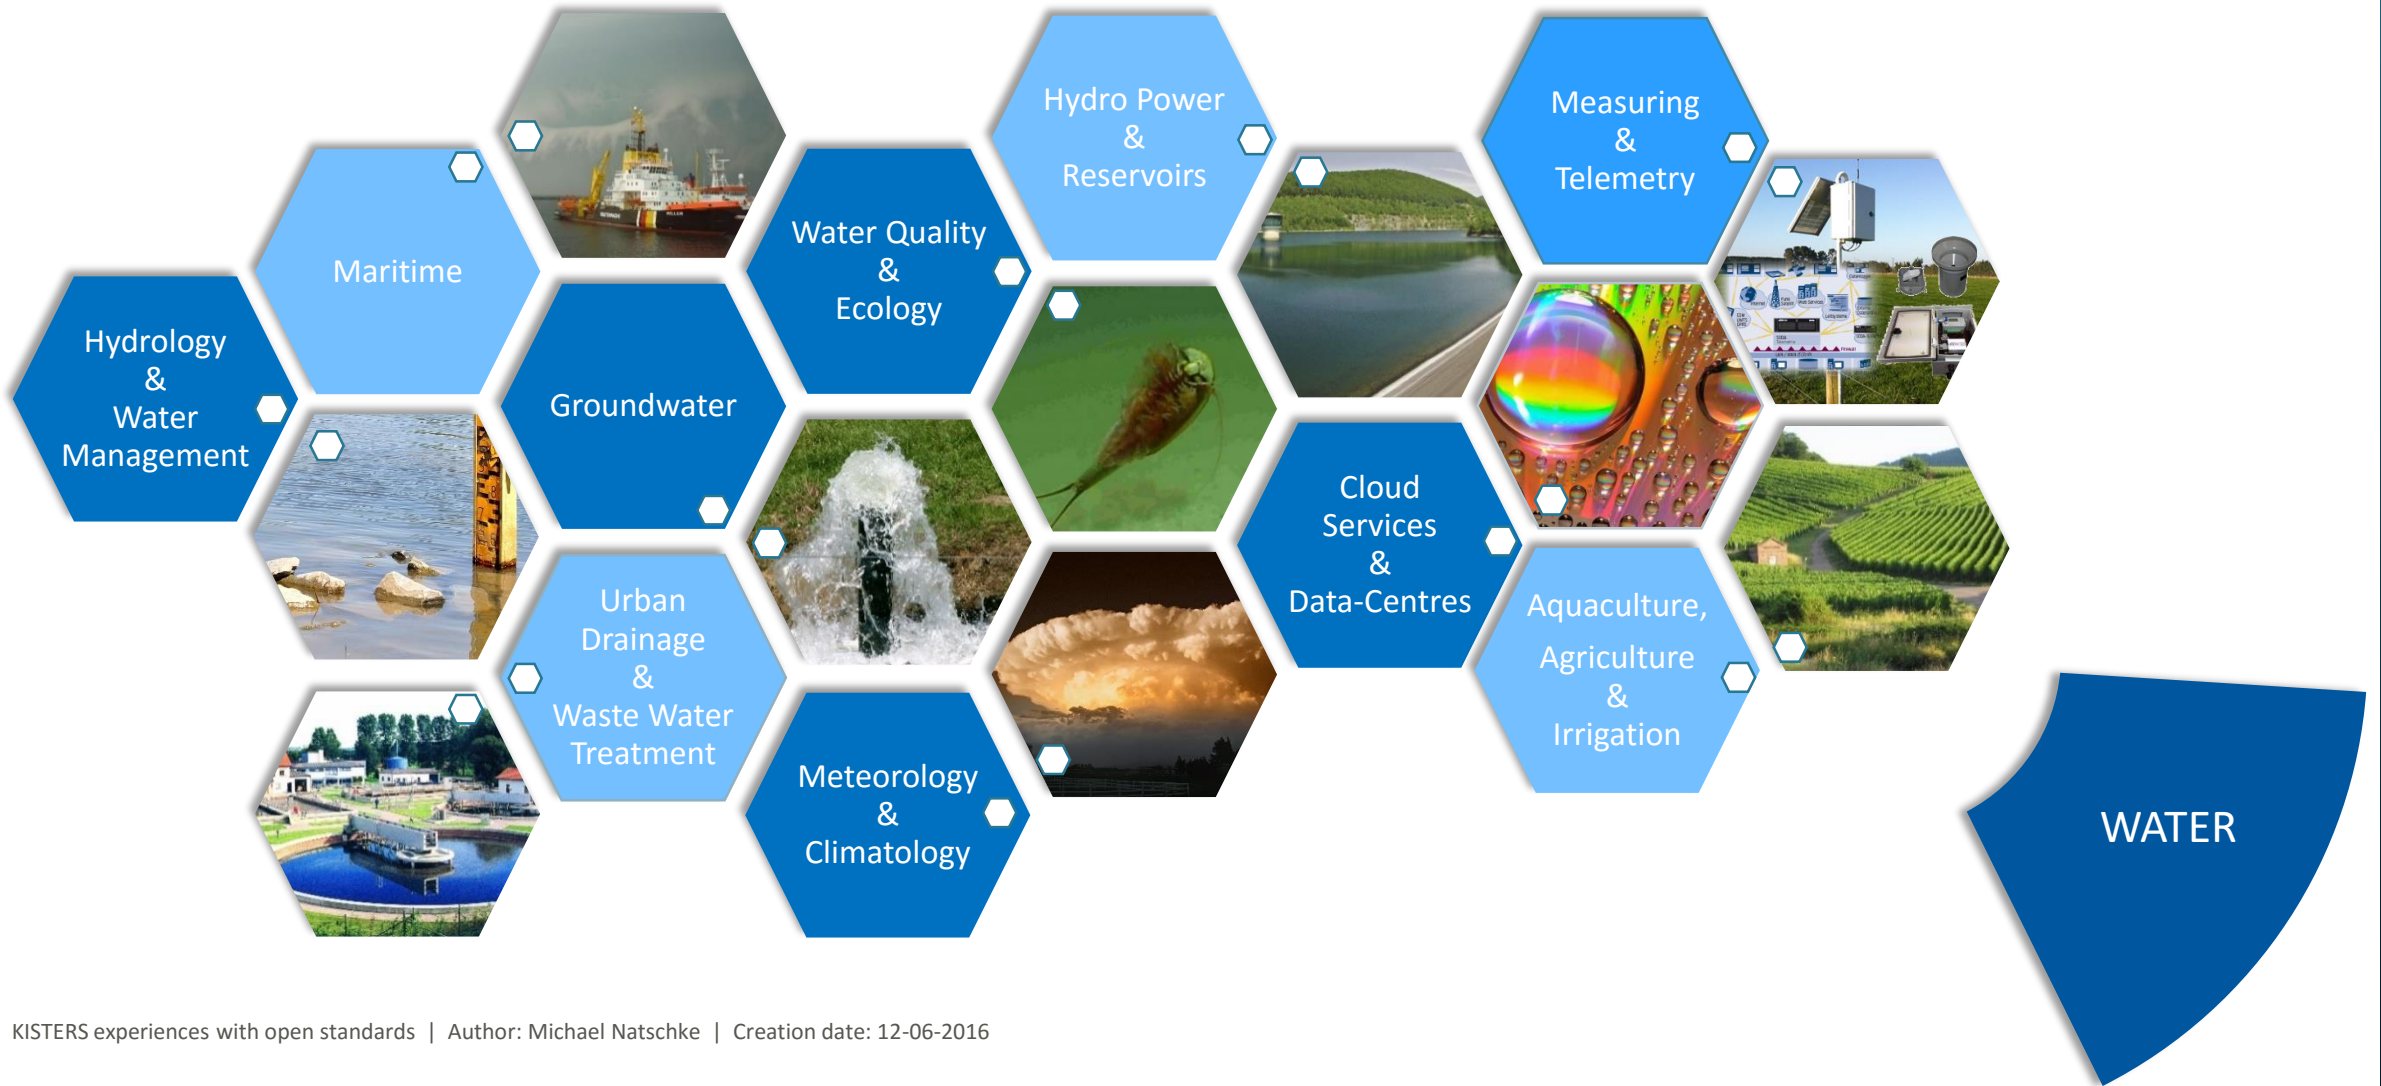 Hydro Power
&
Reservoirs
Measuring
&
Telemetry
Maritime
Water Quality
&
Ecology
Hydrology
&
Water
Management
Groundwater
Cloud
Services
&
Data-Centres
Urban
Drainage
&
Waste Water
Treatment
Aquaculture,
Agriculture
&
Irrigation
Meteorology
&
Climatology
WATER
KISTERS experiences with open standards | Author: Michael Natschke | Creation date: 12-06-2016